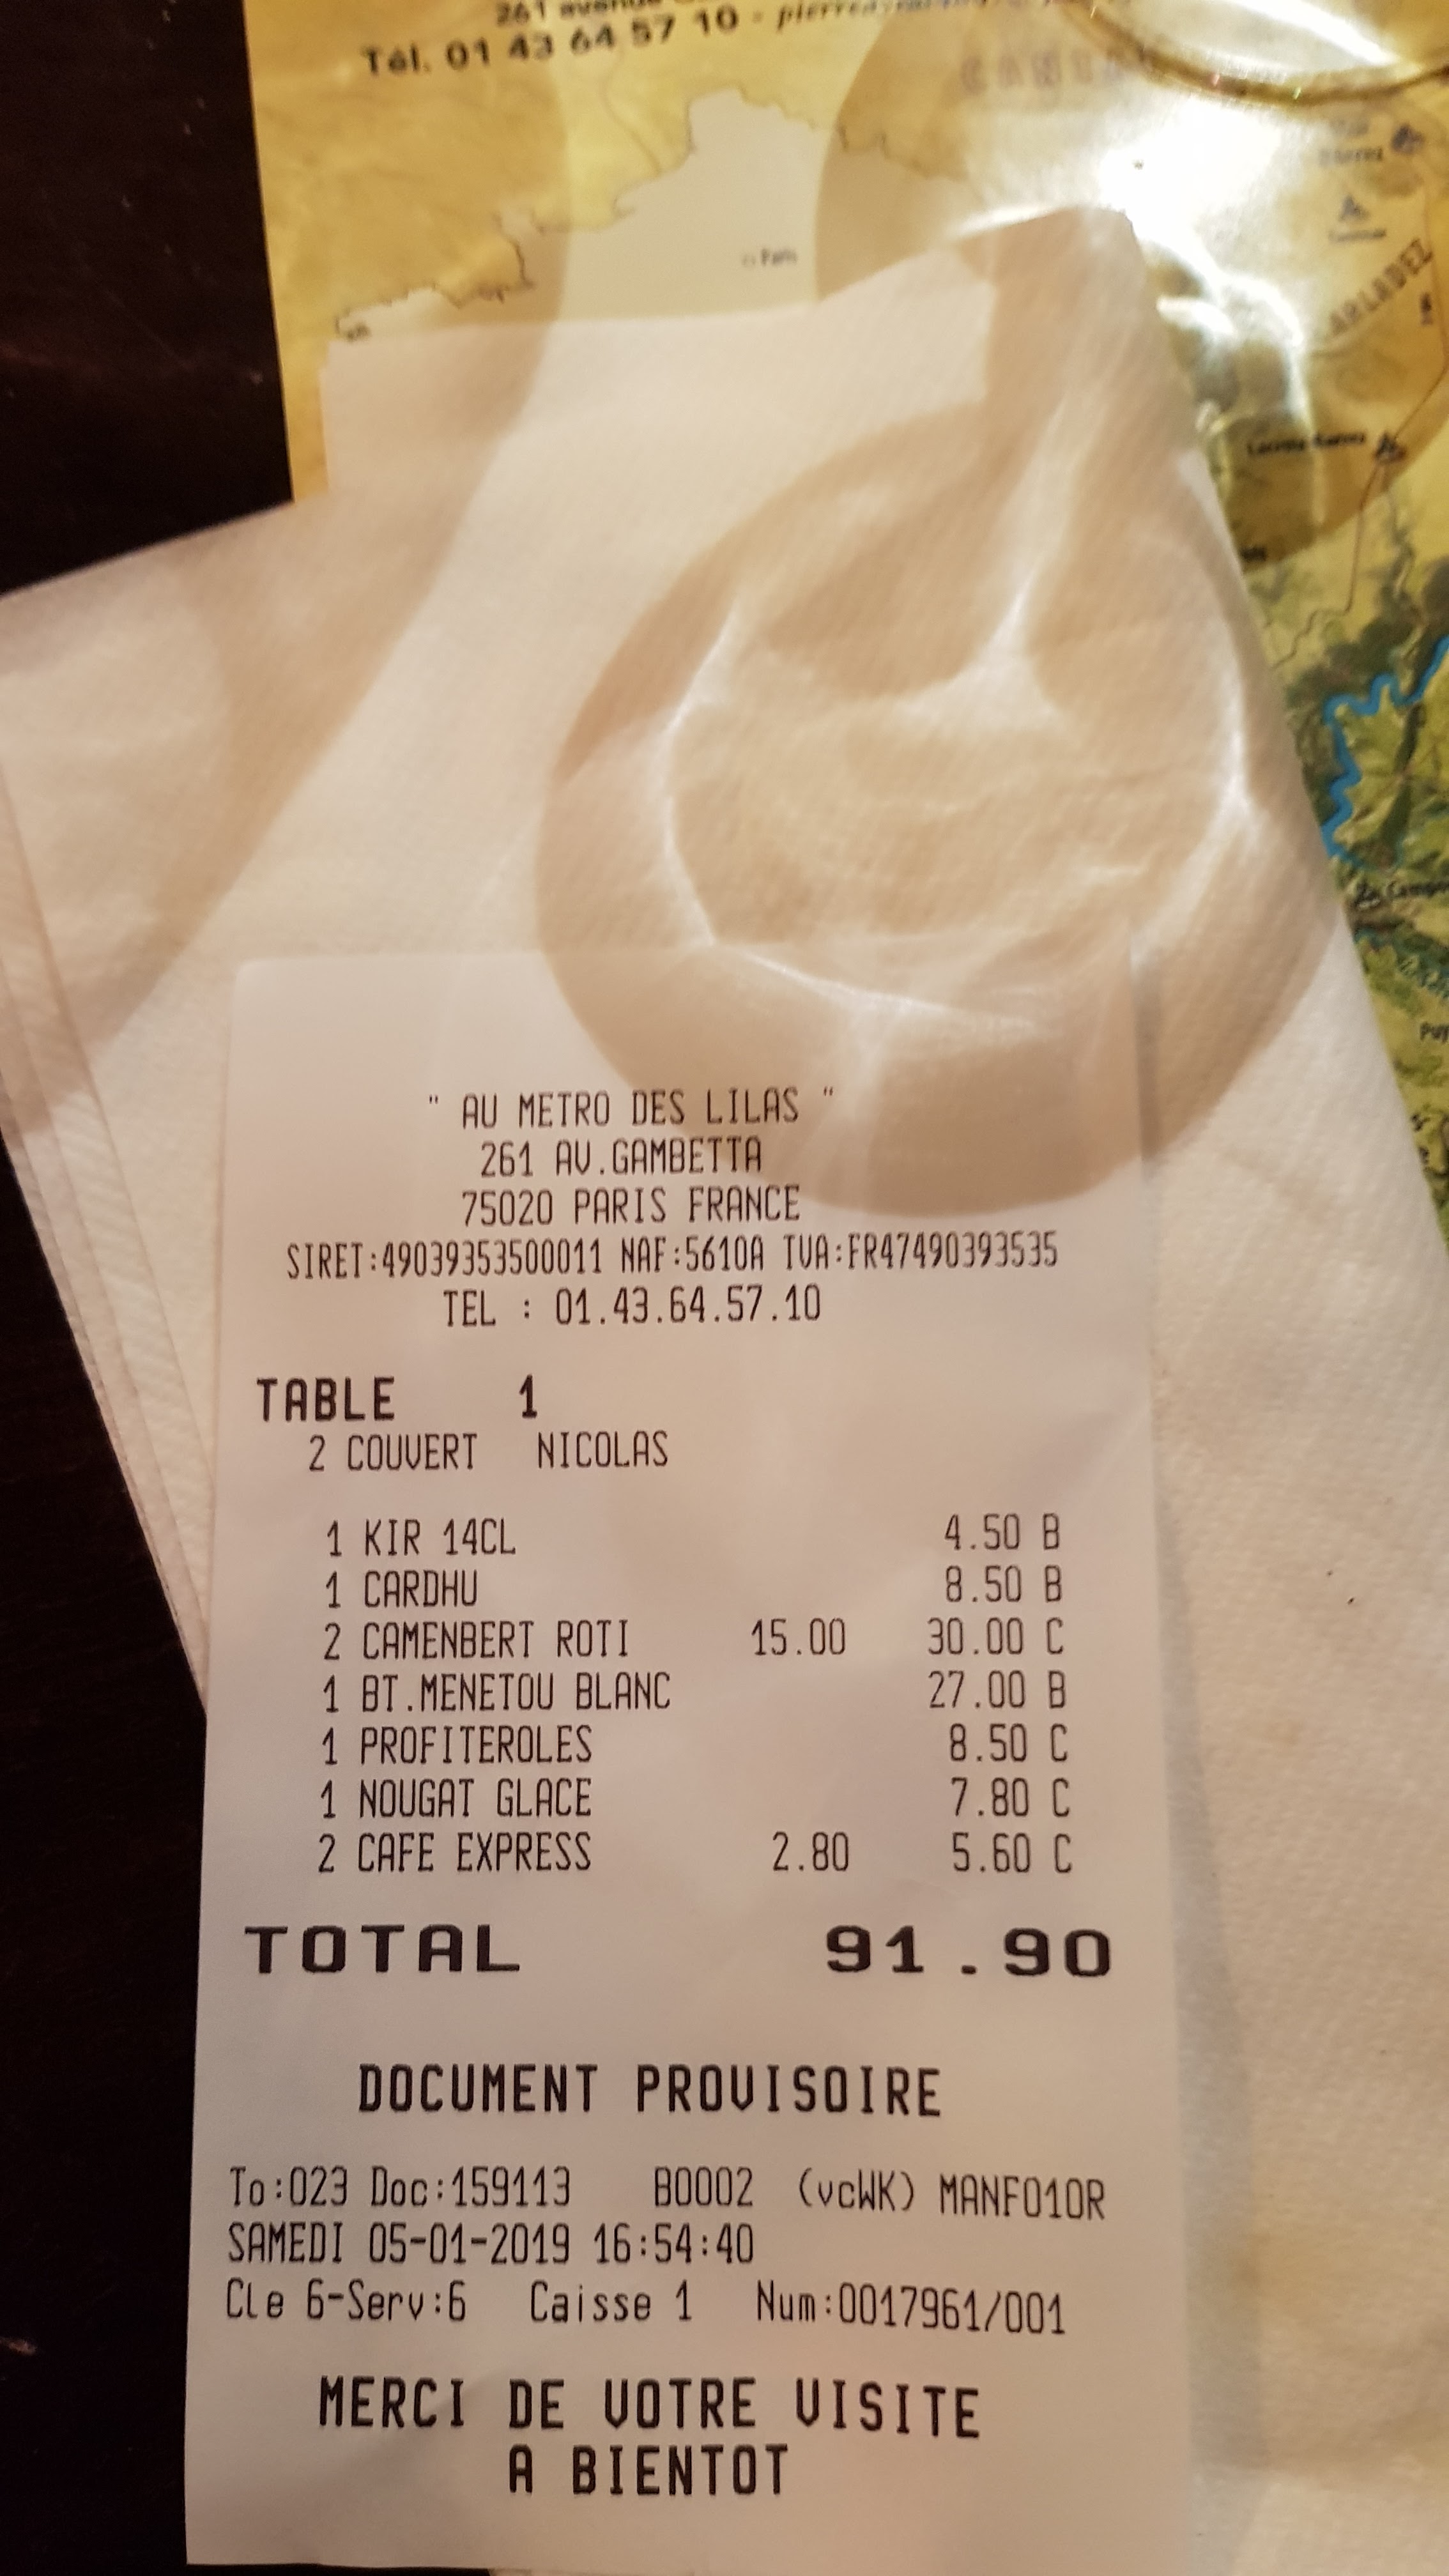 261 avenue
Tél. 01 43 64 57 10 -
Paris
CARLADEZ
" AU METRO DES LILAS "
261 AV.GAMBETTA
75020 PARIS FRANCE
SIRET:49039353500011 NAF:5610A TVA:FR47490393535
TEL : 01.43.64.57.10
TABLE 1
2 COUVERT NICOLAS
1 KIR 14CL 4.50 B
1 CARDHU 8.50 B
2 CAMENBERT ROTI 15.00 30.00 C
1 BT.MENETOU BLANC 27.00 B
1 PROFITEROLES 8.50 C
1 NOUGAT GLACE 7.80 C
2 CAFE EXPRESS 2.80 5.60 C
TOTAL 91.90
DOCUMENT PROVISOIRE
To:023 Doc:159113 B0002 (vcWK) MANF010R
SAMEDI 05-01-2019 16:54:40
Cle 6-Serv:6 Caisse 1 Num:0017961/001
MERCI DE VOTRE VISITE
A BIENTOT